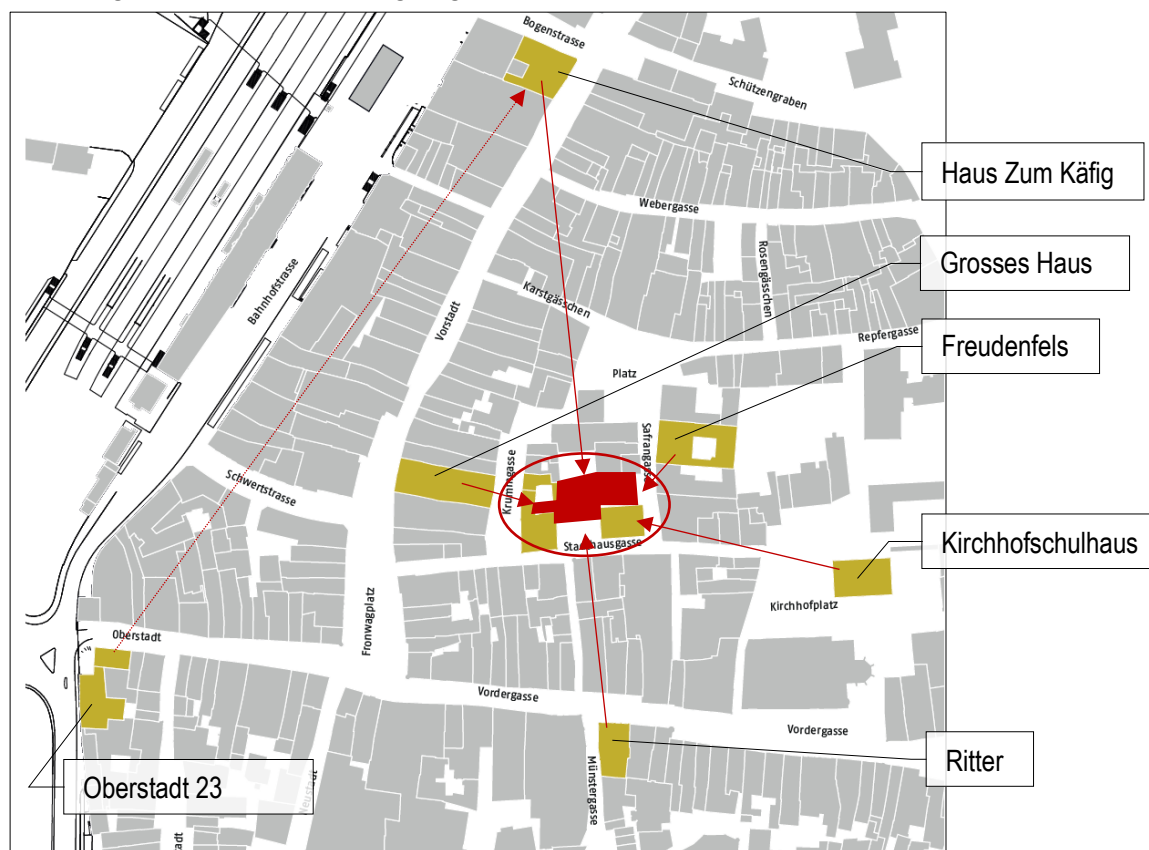 Bogenstrasse
Schützengraben
Haus Zum Käfig
Webergasse
Rosengässchen
Grosses Haus
Bahnhofstrasse
Karstgässchen
Vorstadt
Repfergasse
Freudenfels
Platz
Safrangasse
Krummgasse
Schwertstrasse
Stadthausgasse
Kirchhofschulhaus
Kirchhofplatz
Oberstadt
Fronwagplatz
Vordergasse
Vordergasse
Ritter
Münstergasse
Oberstadt 23
Neustadt